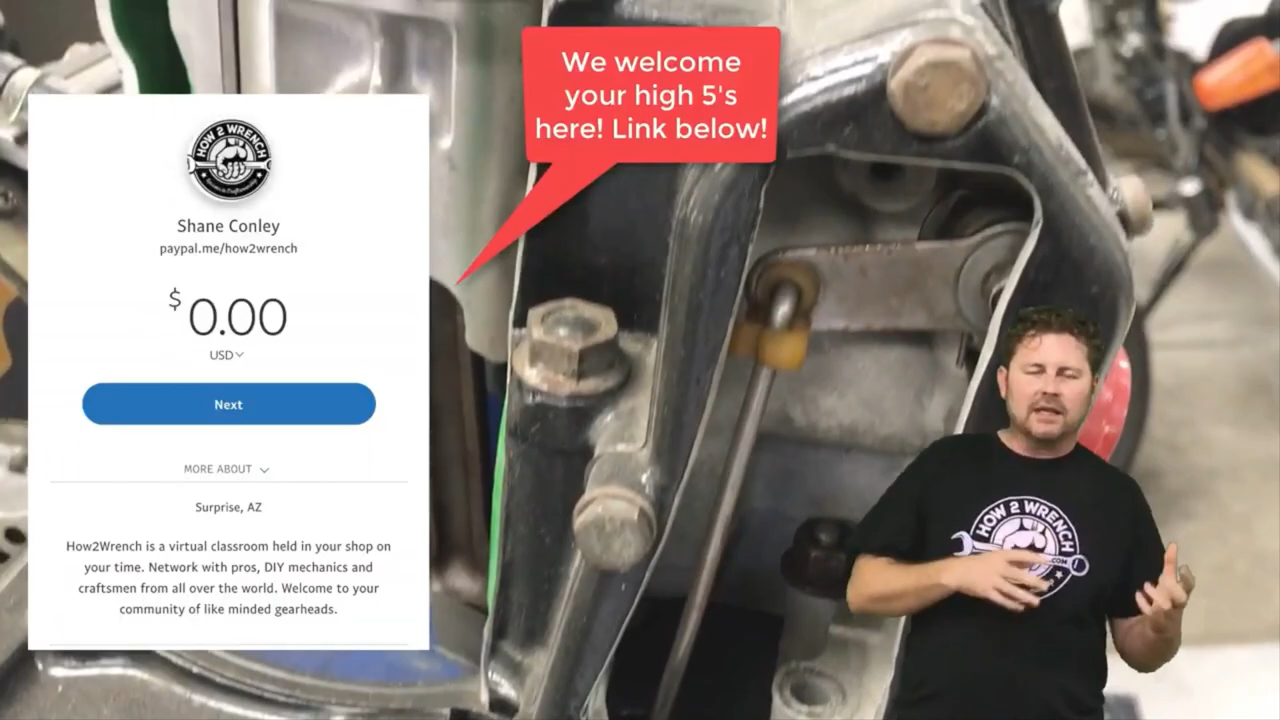 We welcome
your high 5's
here! Link below!
HOW 2 WRENCH
Shane Conley
paypal.me/how2wrench
$0.00
USD
Next
MORE ABOUT
Surprise, AZ
How2Wrench is a virtual classroom held in your shop on
your time. Network with pros, DIY mechanics and
craftsmen from all over the world. Welcome to your
community of like minded gearheads.
HOW 2 WRENCH
.COM